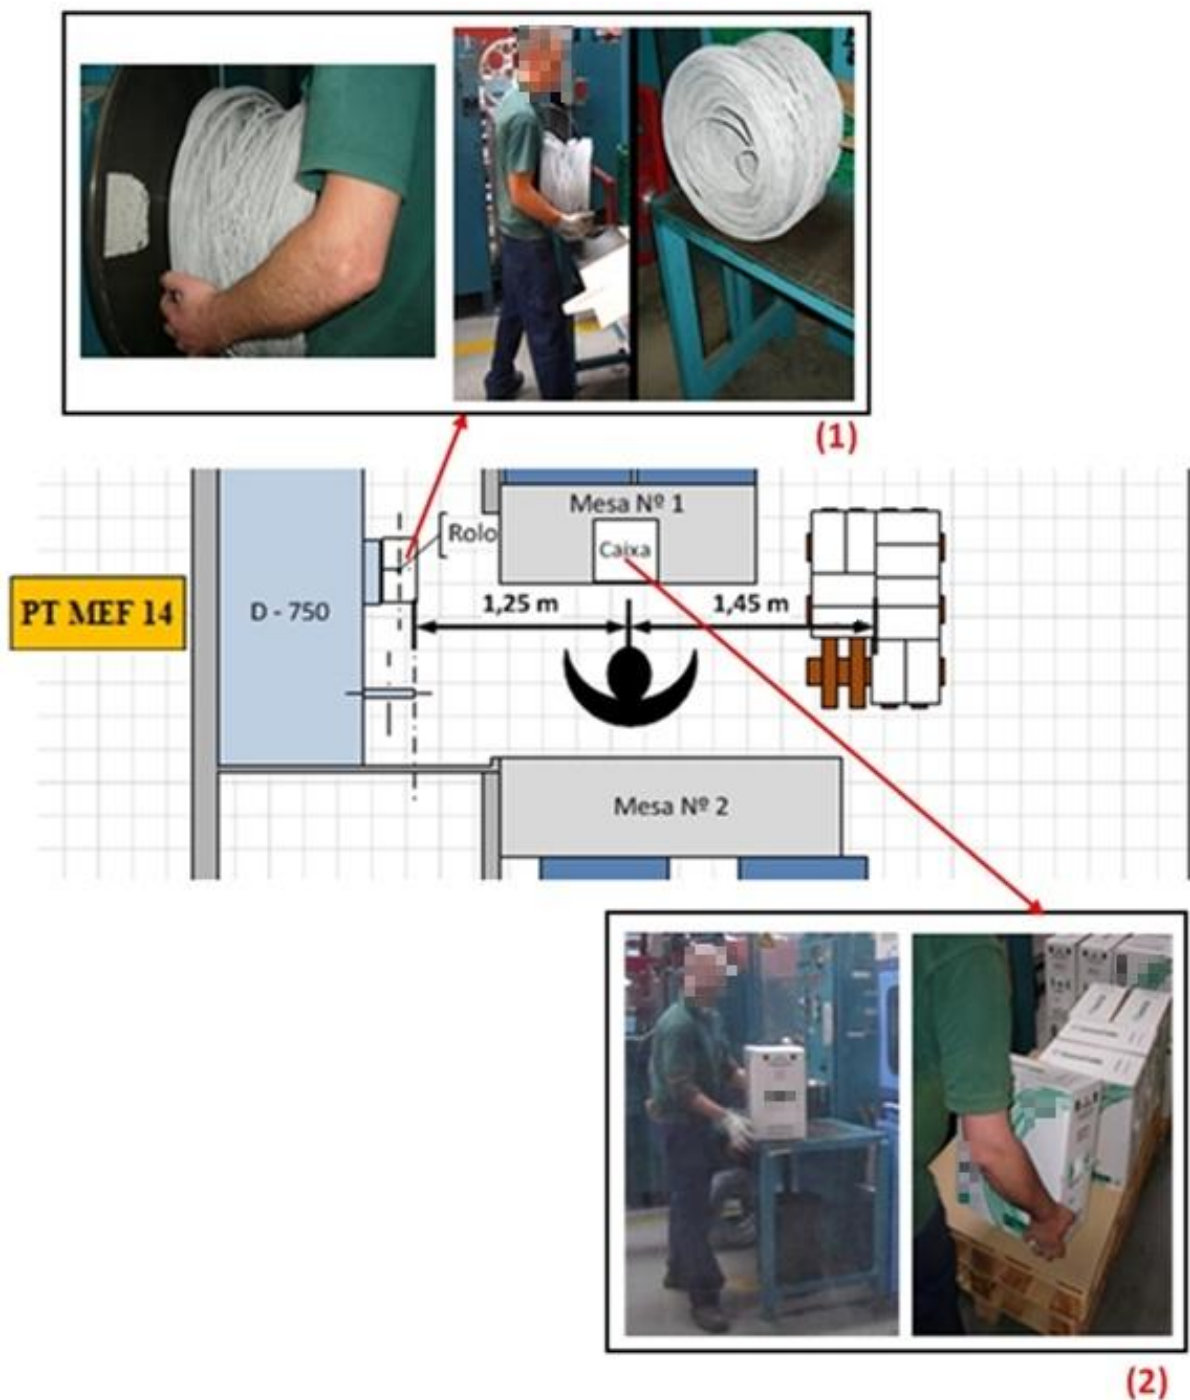 (1)
Mesa Nº 1
Rolo
Caixa
1,25 m
1,45 m
PT MEF 14
D - 750
Mesa Nº 2
(2)